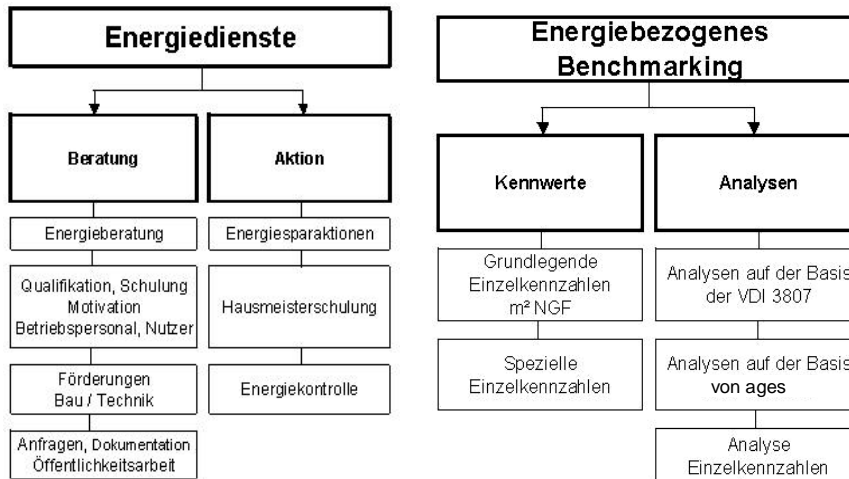 Energiedienste
Beratung
Energieberatung
Qualifikation, Schulung
Motivation
Betriebspersonal, Nutzer
Förderungen
Bau / Technik
Anfragen, Dokumentation
Öffentlichkeitsarbeit
Aktion
Energiesparaktionen
Hausmeisterschulung
Energiekontrolle
Energiebezogenes
Benchmarking
Kennwerte
Grundlegende
Einzelkennzahlen
m² NGF
Spezielle
Einzelkennzahlen
Analysen
Analysen auf der Basis
der VDI 3807
Analysen auf der Basis
von ages
Analyse
Einzelkennzahlen